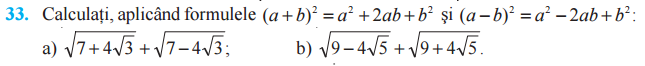 33. Calculați, aplicând formulele (a+b)² = a² + 2ab + b² și (a−b)² = a² − 2ab + b²:
a) √(7+4√3) + √(7−4√3); b) √(9−4√5) + √(9+4√5).